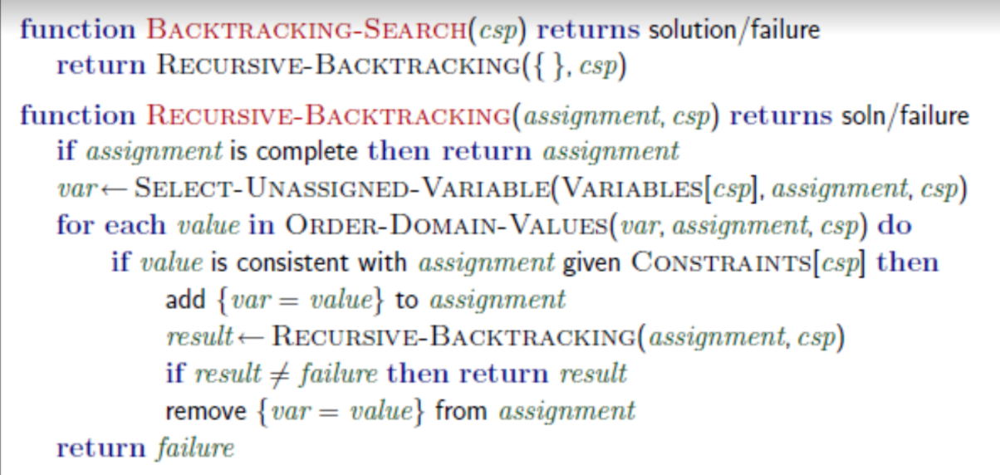 function BACKTRACKING-SEARCH(csp) returns solution/failure
return RECURSIVE-BACKTRACKING({ }, csp)
function RECURSIVE-BACKTRACKING(assignment, csp) returns soln/failure
if assignment is complete then return assignment
var ← SELECT-UNASSIGNED-VARIABLE(VARIABLES[csp], assignment, csp)
for each value in ORDER-DOMAIN-VALUES(var, assignment, csp) do
if value is consistent with assignment given CONSTRAINTS[csp] then
add {var = value} to assignment
result ← RECURSIVE-BACKTRACKING(assignment, csp)
if result ≠ failure then return result
remove {var = value} from assignment
return failure